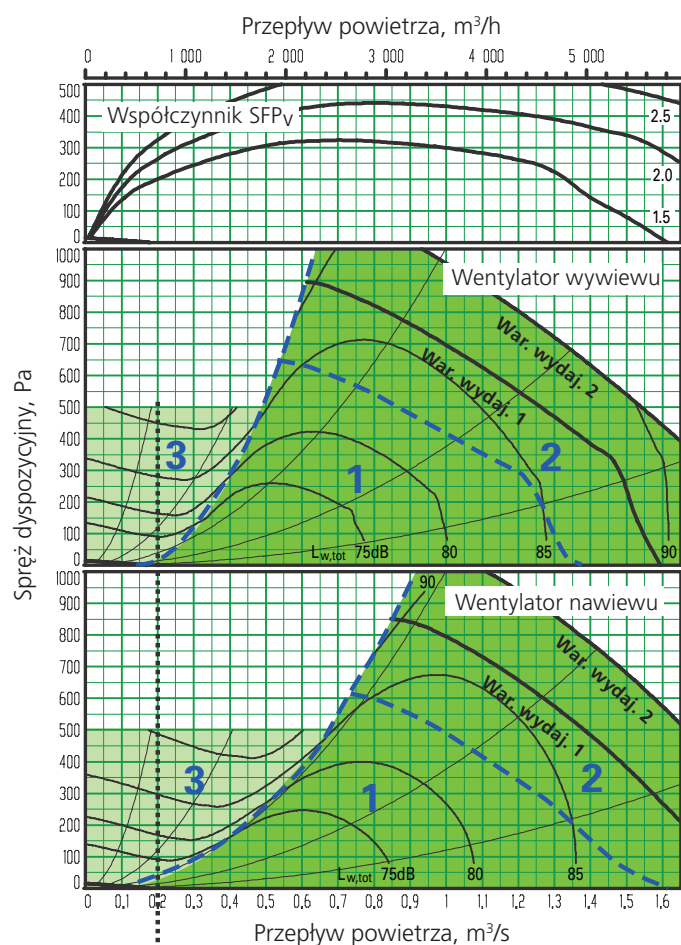 Przepływ powietrza, m³/h
0 1 000 2 000 3 000 4 000 5 000
500
400
300
200
100
0
Współczynnik SFPV
2.5
2.0
1.5
Spręż dyspozycyjny, Pa
1000
900
800
700
600
500
400
300
200
100
0
Wentylator wywiewu
War. wydaj. 2
War. wydaj. 1
3
1
2
Lw,tot 75dB 80 85 90
1000
900
800
700
600
500
400
300
200
100
0
90
Wentylator nawiewu
War. wydaj. 2
War. wydaj. 1
3
1
2
Lw,tot 75dB 80 85
0 0.1 0.2 0.3 0.4 0.5 0.6 0.7 0.8 0.9 1 1.1 1.2 1.3 1.4 1.5 1.6
Przepływ powietrza, m³/s